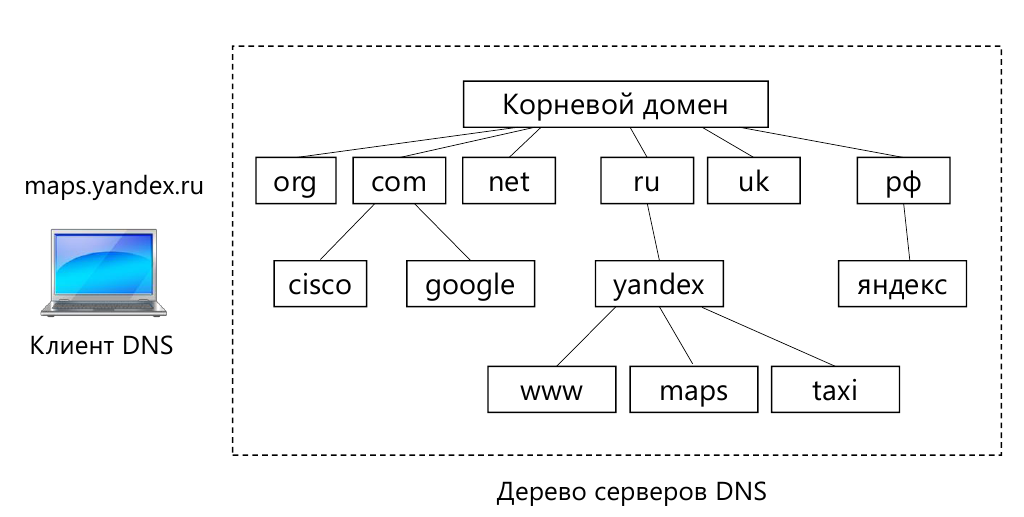 Корневой домен
org com net ru uk рф
maps.yandex.ru
cisco google yandex яндекс
Клиент DNS
www maps taxi
Дерево серверов DNS